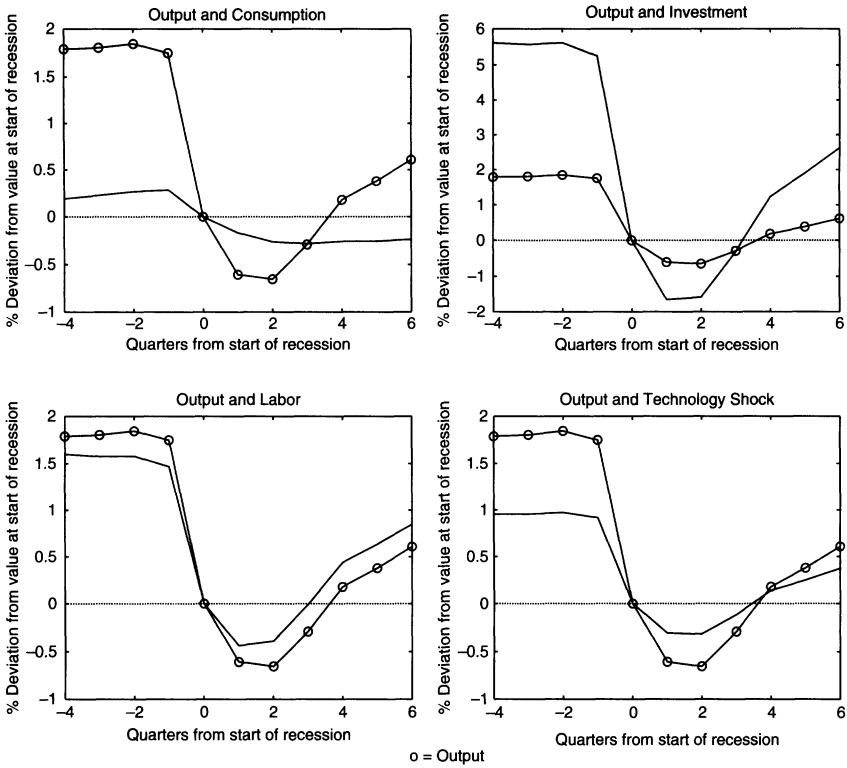 Output and Consumption
% Deviation from value at start of recession
2
1.5
1
0.5
0
−0.5
−1
−4 −2 0 2 4 6
Quarters from start of recession
Output and Investment
% Deviation from value at start of recession
6
5
4
3
2
1
0
−1
−2
−4 −2 0 2 4 6
Quarters from start of recession
Output and Labor
% Deviation from value at start of recession
2
1.5
1
0.5
0
−0.5
−1
−4 −2 0 2 4 6
Quarters from start of recession
Output and Technology Shock
% Deviation from value at start of recession
2
1.5
1
0.5
0
−0.5
−1
−4 −2 0 2 4 6
Quarters from start of recession
o = Output